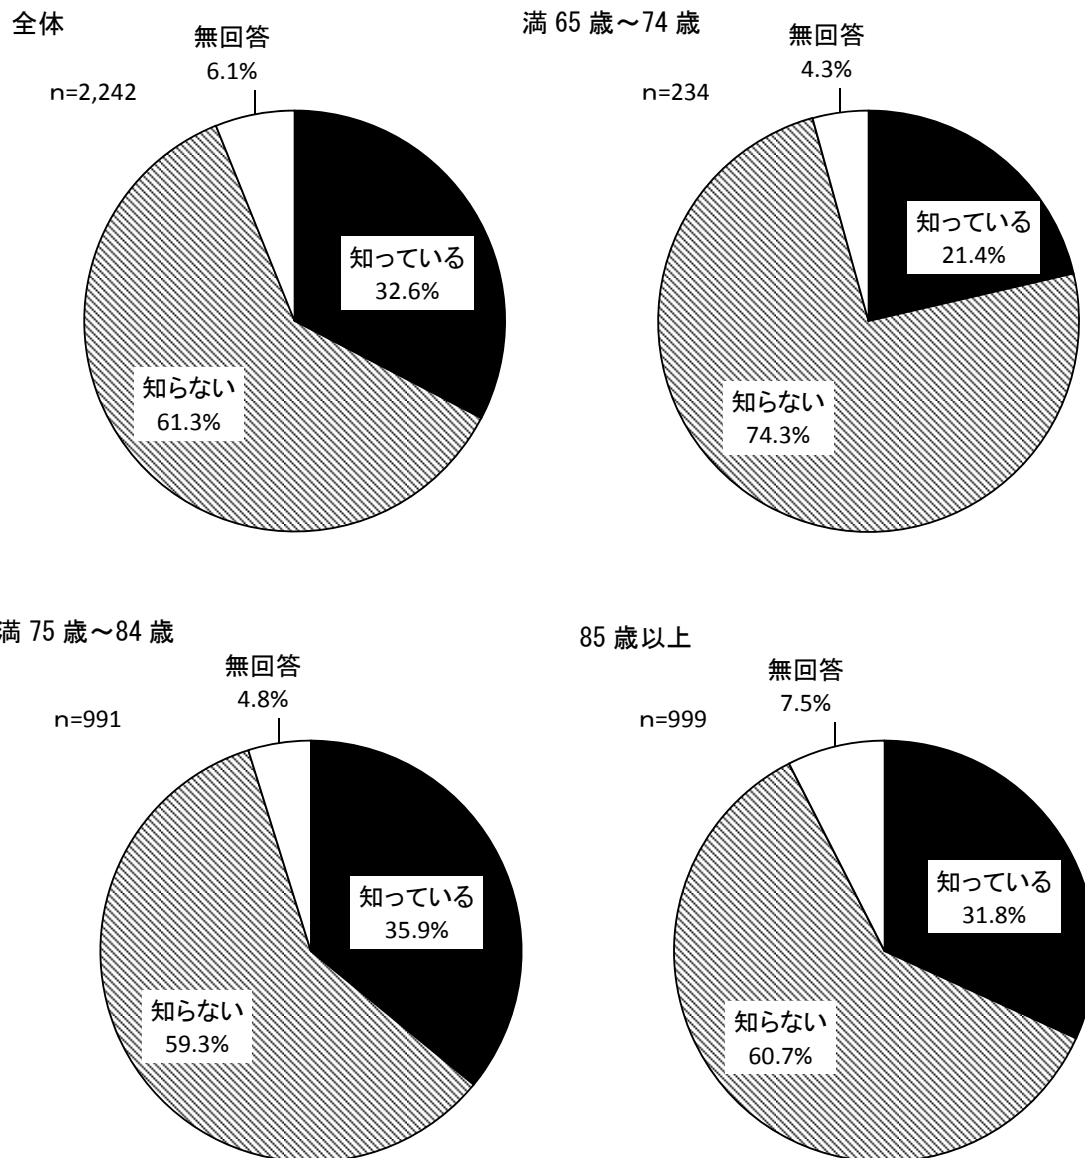 全体
無回答
6.1%
n=2,242
知っている
32.6%
知らない
61.3%
満 65 歳～74 歳
無回答
4.3%
n=234
知っている
21.4%
知らない
74.3%
満 75 歳～84 歳
無回答
4.8%
n=991
知っている
35.9%
知らない
59.3%
85 歳以上
無回答
7.5%
n=999
知っている
31.8%
知らない
60.7%